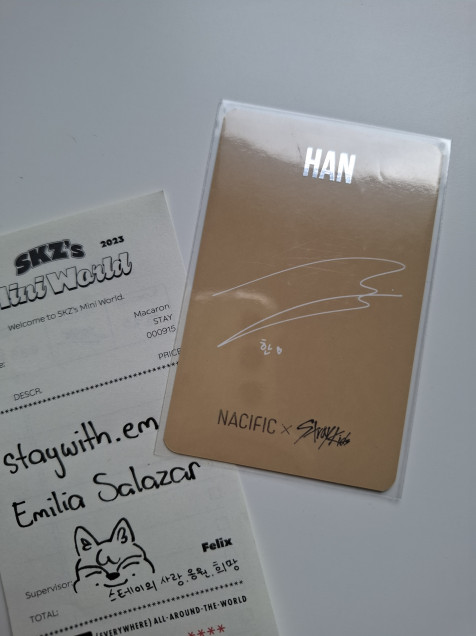 HAN
한
NACIFIC × StrayKids
SKZ's 2023
Mini World
Welcome to SKZ's Mini World.
Macaron
STAY
000915
PRICE
DESCR.
staywith.em
Emilia Salazar
Felix
Supervisor:
스테이의 사랑.응원.희망
TOTAL:
(EVERYWHERE) ALL-AROUND-THE-WORLD
****